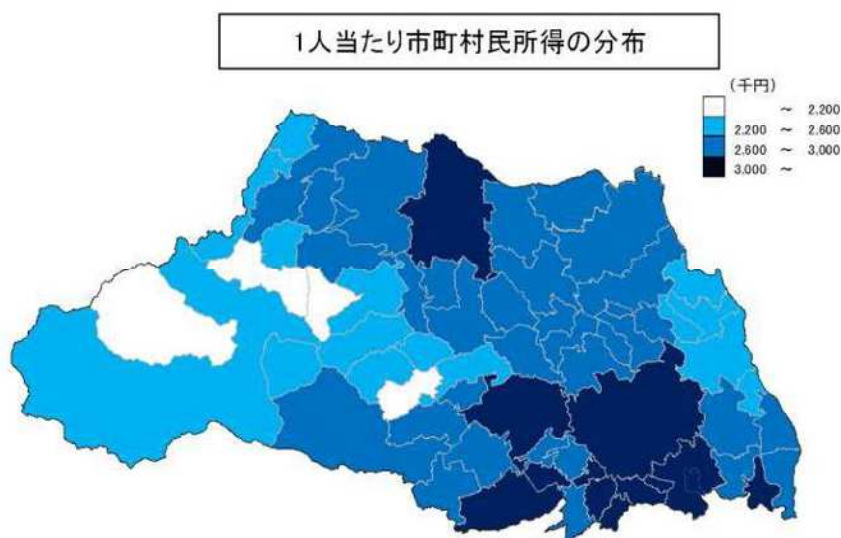 1人当たり市町村民所得の分布
(千円)
～ 2,200
2,200 ～ 2,600
2,600 ～ 3,000
3,000 ～